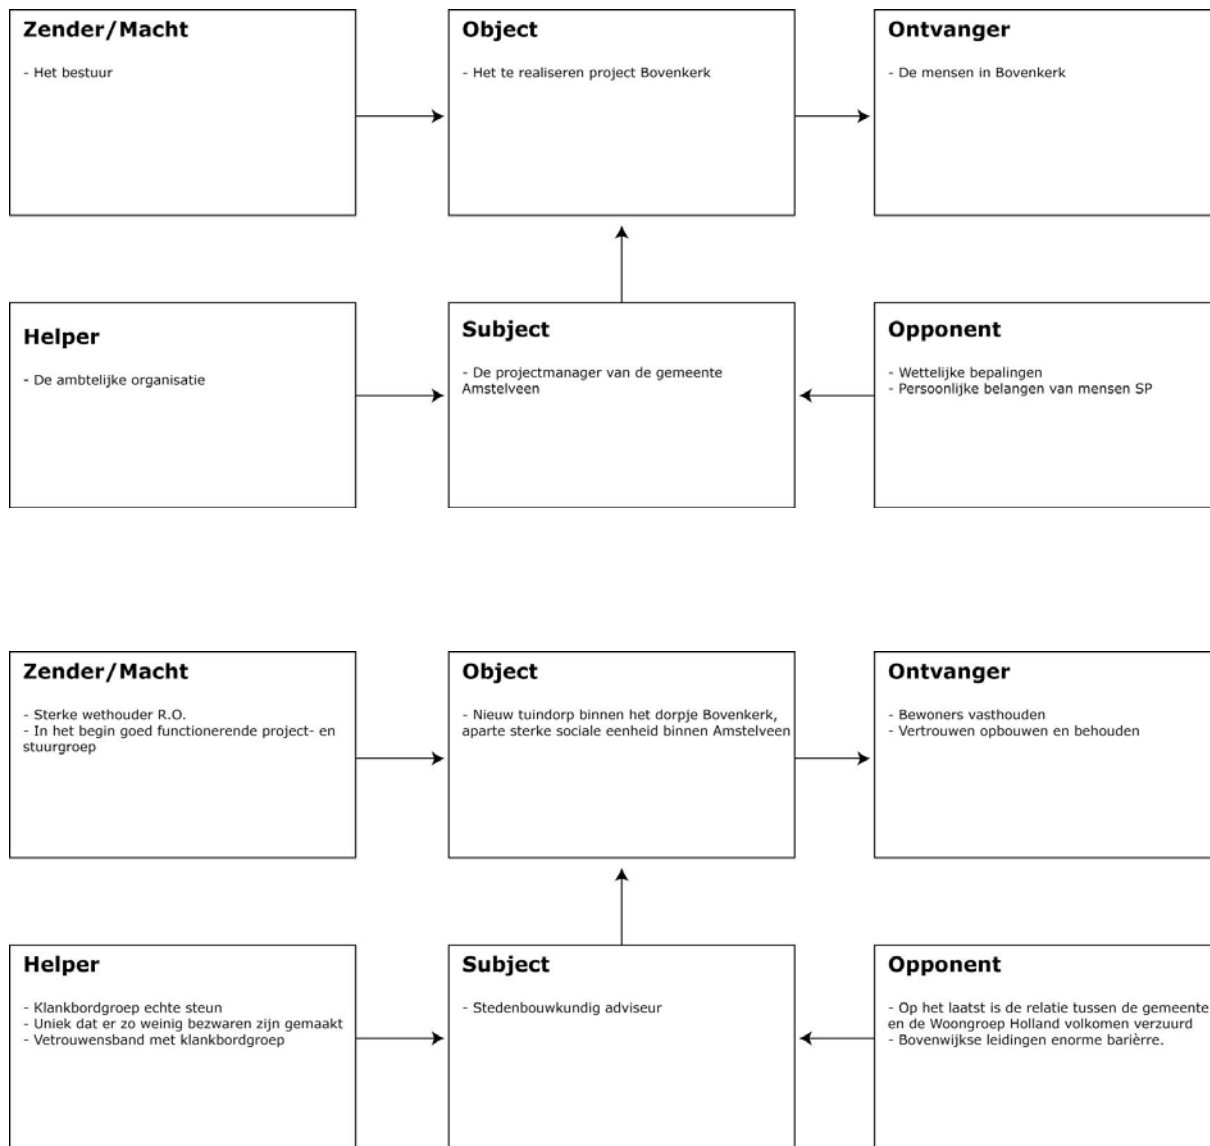 Zender/Macht
- Het bestuur
Object
- Het te realiseren project Bovenkerk
Ontvanger
- De mensen in Bovenkerk
Helper
- De ambtelijke organisatie
Subject
- De projectmanager van de gemeente
Amstelveen
Opponent
- Wettelijke bepalingen
- Persoonlijke belangen van mensen SP
Zender/Macht
- Sterke wethouder R.O.
- In het begin goed functionerende project- en
stuurgroep
Object
- Nieuw tuindorp binnen het dorpje Bovenkerk,
aparte sterke sociale eenheid binnen Amstelveen
Ontvanger
- Bewoners vasthouden
- Vertrouwen opbouwen en behouden
Helper
- Klankbordgroep echte steun
- Uniek dat er zo weinig bezwaren zijn gemaakt
- Vetrouwensband met klankbordgroep
Subject
- Stedenbouwkundig adviseur
Opponent
- Op het laatst is de relatie tussen de gemeente
en de Woongroep Holland volkomen verzuurd
- Bovenwijkse leidingen enorme barièrre.